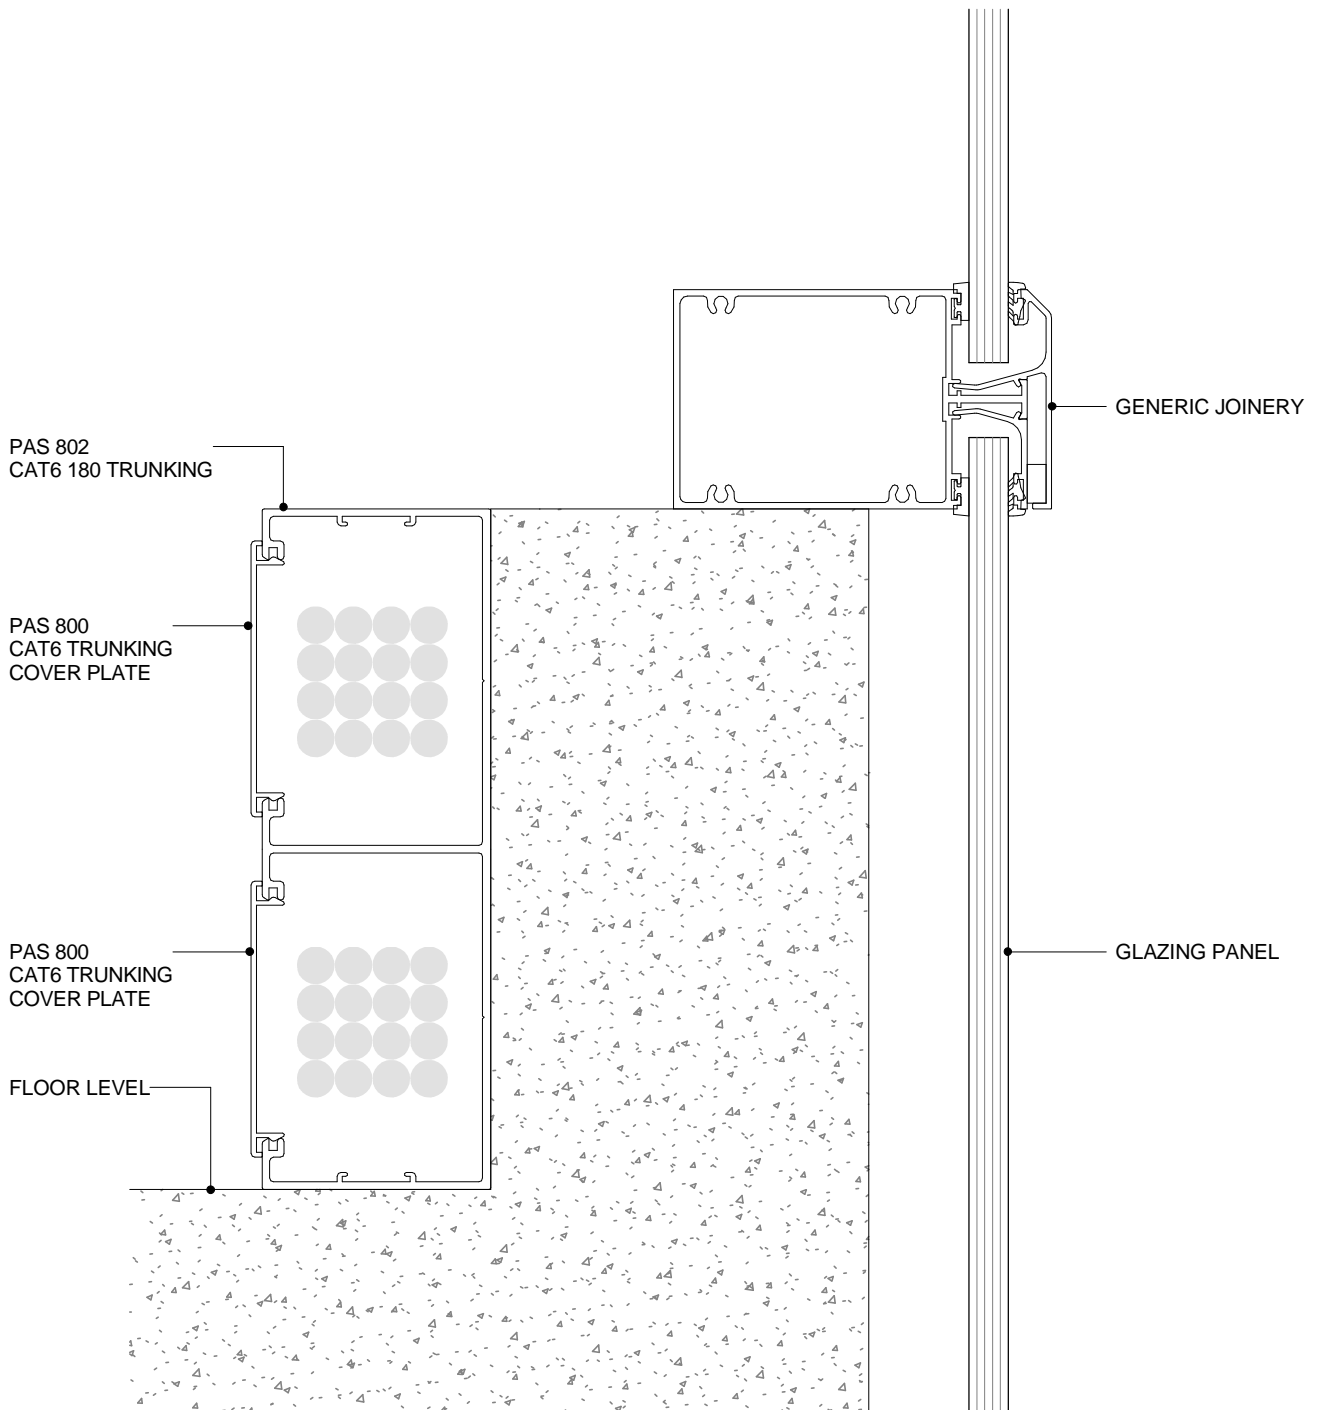 GENERIC JOINERY
PAS 802
CAT6 180 TRUNKING
PAS 800
CAT6 TRUNKING
COVER PLATE
PAS 800
CAT6 TRUNKING
COVER PLATE
GLAZING PANEL
FLOOR LEVEL